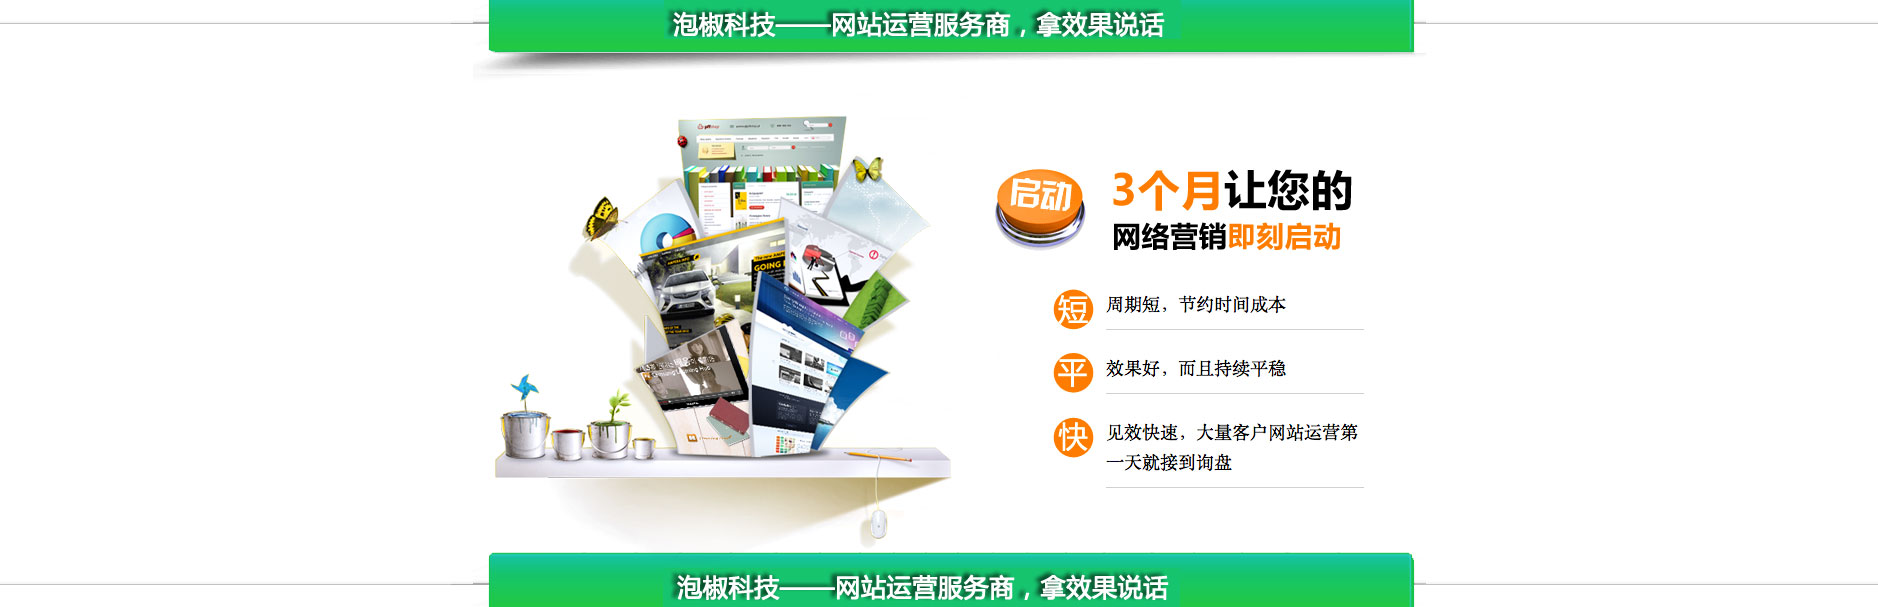 泡椒科技——网站运营服务商，拿效果说话
启动
3个月让您的
网络营销即刻启动
短 周期短，节约时间成本
平 效果好，而且持续平稳
快 见效快速，大量客户网站运营第
一天就接到询盘
GOING
泡椒科技——网站运营服务商，拿效果说话